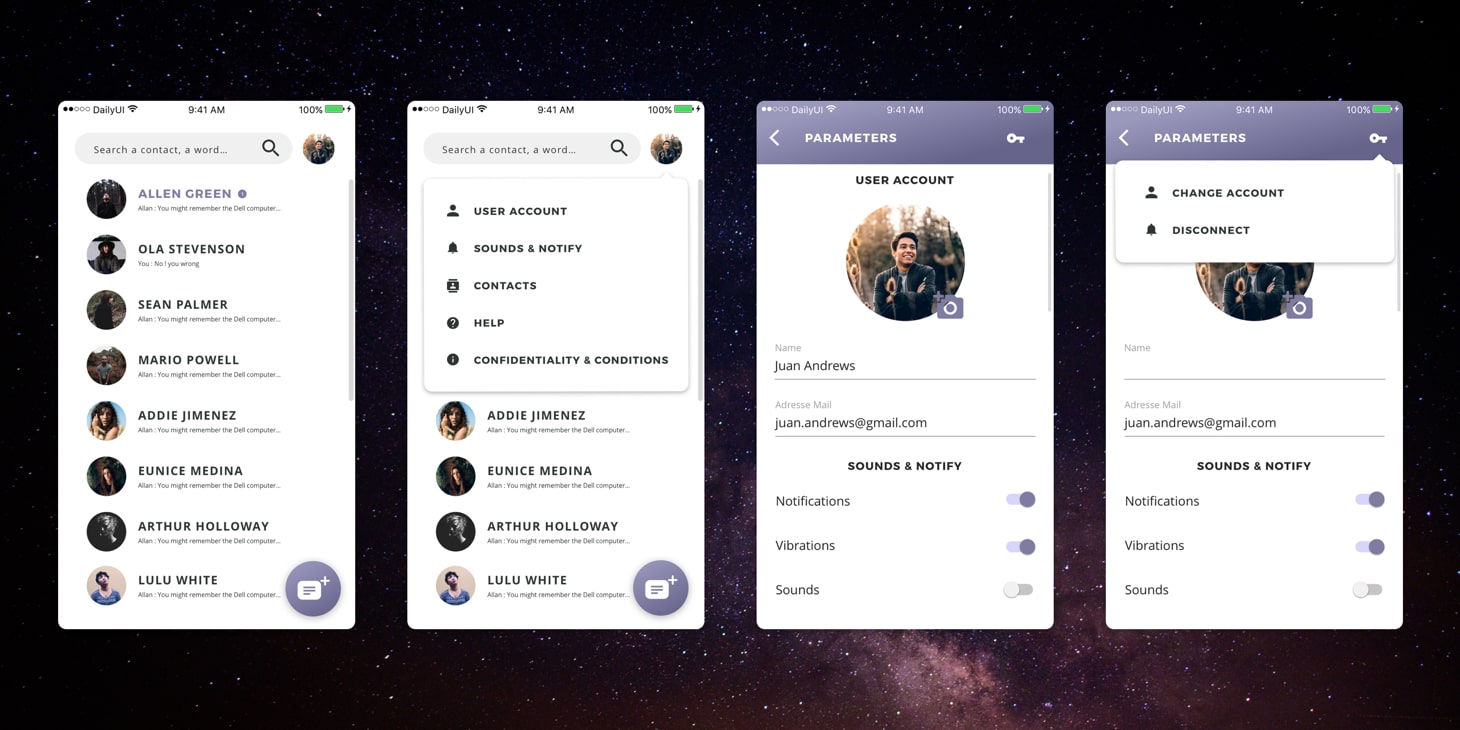 DailyUI 9:41 AM 100%
Search a contact, a word...
ALLEN GREEN
Allan : You might remember the Dell computer...
OLA STEVENSON
You : No ! you wrong
SEAN PALMER
Allan : You might remember the Dell computer...
MARIO POWELL
Allan : You might remember the Dell computer...
ADDIE JIMENEZ
Allan : You might remember the Dell computer...
EUNICE MEDINA
Allan : You might remember the Dell computer...
ARTHUR HOLLOWAY
Allan : You might remember the Dell computer...
LULU WHITE
Allan : You might remember the Dell computer...
DailyUI 9:41 AM 100%
Search a contact, a word...
USER ACCOUNT
SOUNDS & NOTIFY
CONTACTS
HELP
CONFIDENTIALITY & CONDITIONS
ADDIE JIMENEZ
Allan : You might remember the Dell computer...
EUNICE MEDINA
Allan : You might remember the Dell computer...
ARTHUR HOLLOWAY
Allan : You might remember the Dell computer...
LULU WHITE
Allan : You might remember the Dell computer...
DailyUI 9:41 AM 100%
PARAMETERS
USER ACCOUNT
Name
Juan Andrews
Adresse Mail
juan.andrews@gmail.com
SOUNDS & NOTIFY
Notifications
Vibrations
Sounds
DailyUI 9:41 AM 100%
PARAMETERS
CHANGE ACCOUNT
DISCONNECT
Name
Adresse Mail
juan.andrews@gmail.com
SOUNDS & NOTIFY
Notifications
Vibrations
Sounds